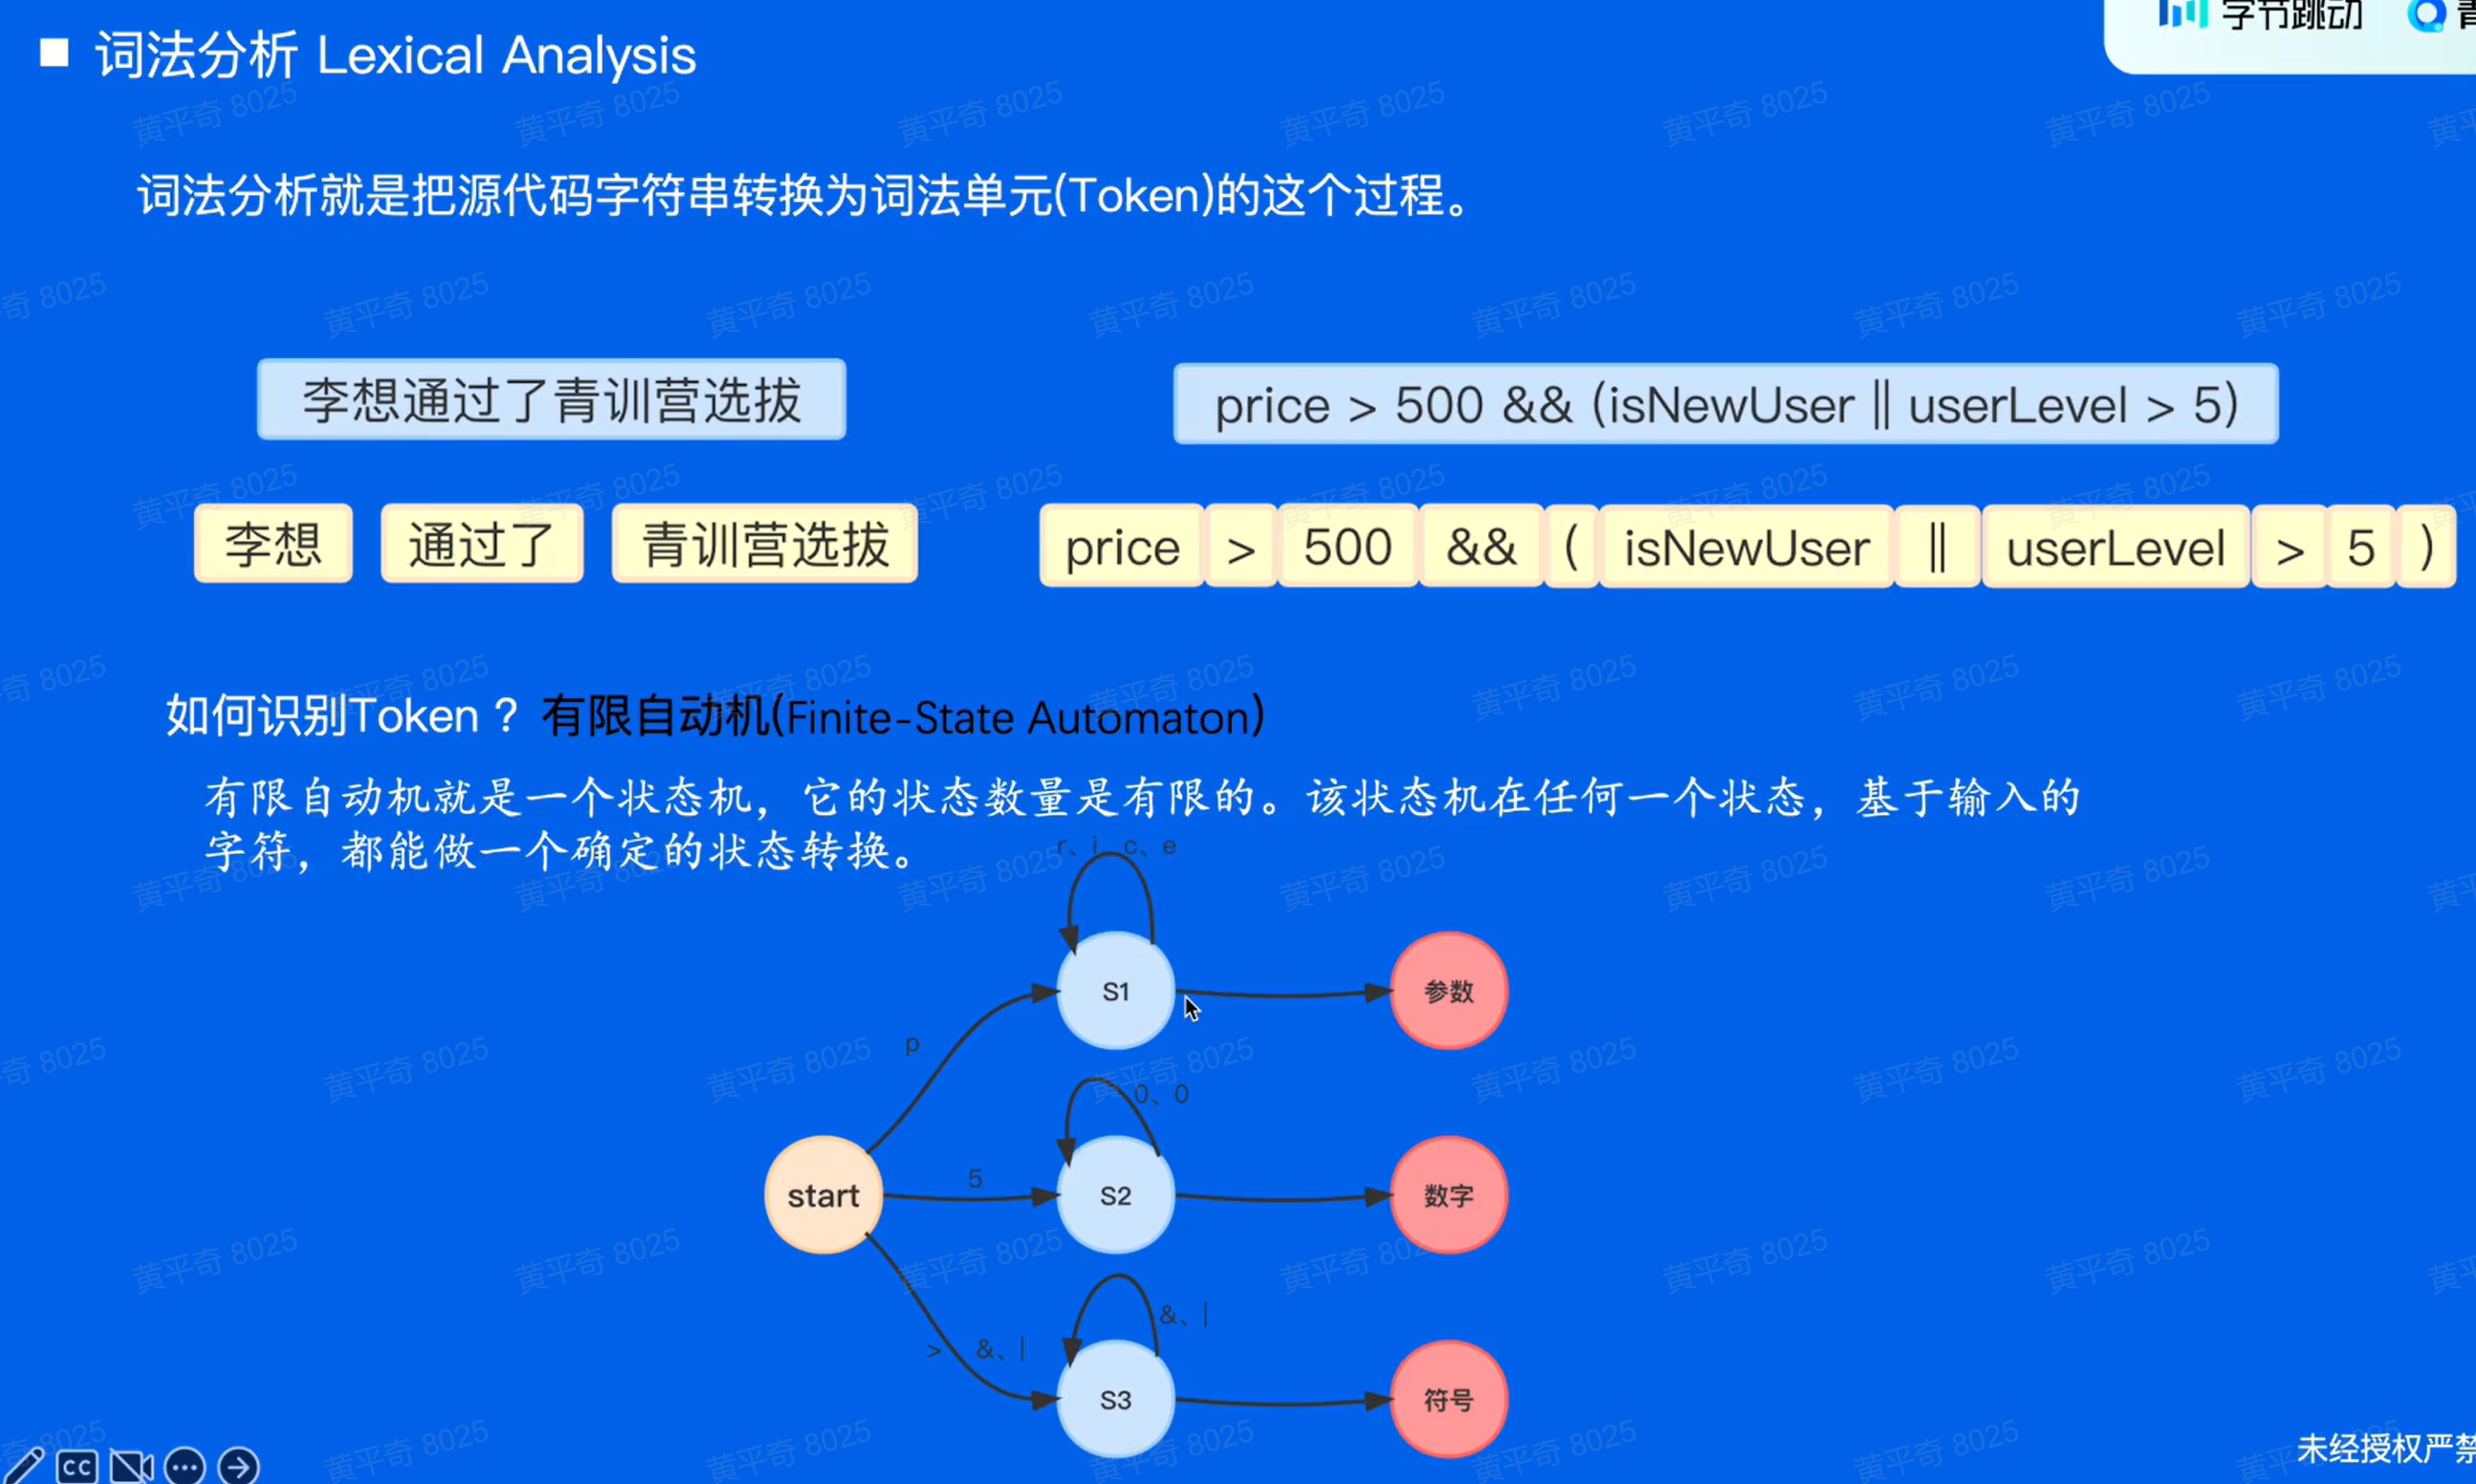 词法分析 Lexical Analysis
字节跳动
词法分析就是把源代码字符串转换为词法单元(Token)的这个过程。
李想通过了青训营选拔
price > 500 && (isNewUser || userLevel > 5)
李想 通过了 青训营选拔
price > 500 && ( isNewUser || userLevel > 5 )
如何识别Token？有限自动机(Finite-State Automaton)
有限自动机就是一个状态机，它的状态数量是有限的。该状态机在任何一个状态，基于输入的
字符，都能做一个确定的状态转换。
r、i、c、e
S1
参数
p
0、0
5
start
S2
数字
&、|
> &、|
S3
符号
CC
未经授权严禁
黄平奇 8025